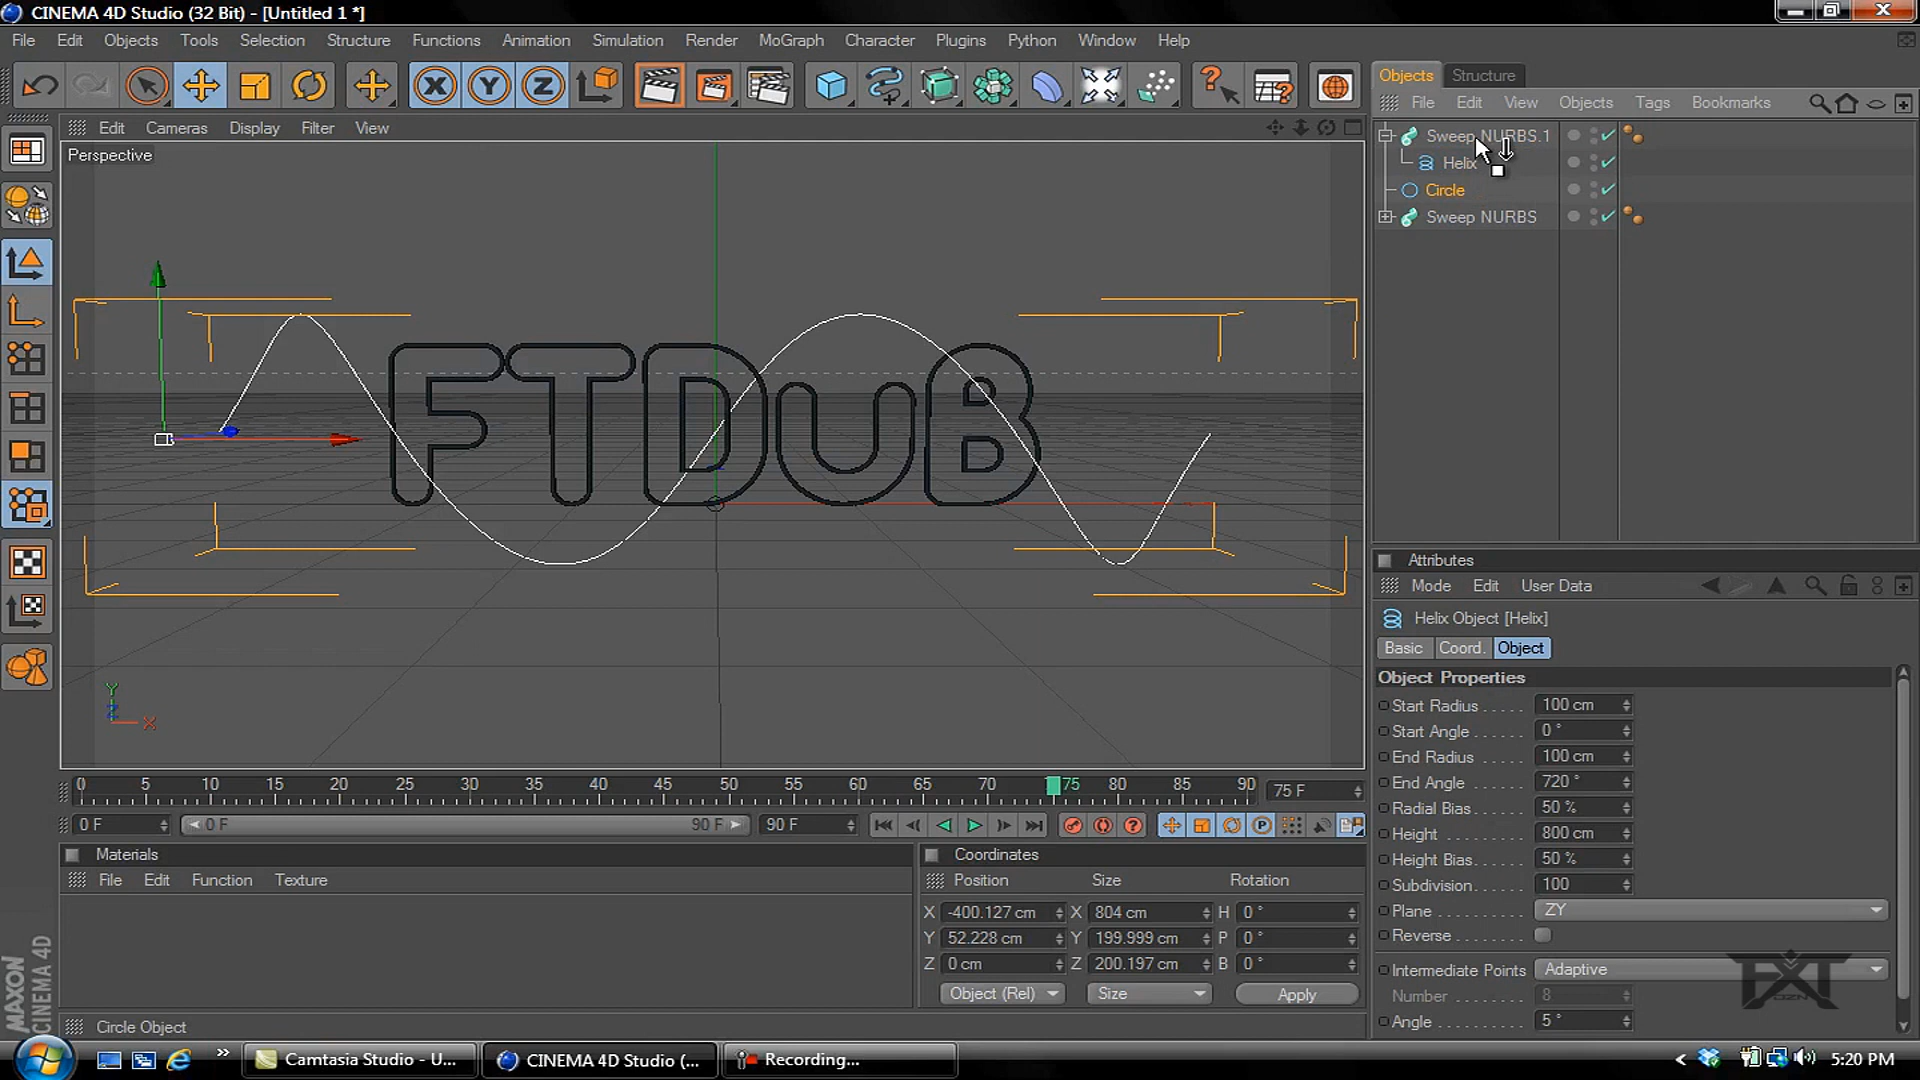 CINEMA 4D Studio (32 Bit) - [Untitled 1 *]
File Edit Objects Tools Selection Structure Functions Animation Simulation Render MoGraph Character Plugins Python Window Help
Objects Structure
File Edit View Objects Tags Bookmarks
Edit Cameras Display Filter View
Perspective
Sweep NURBS.1
Helix
Circle
Sweep NURBS
FTDuB
Y
Z
X
Attributes
Mode Edit User Data
Helix Object [Helix]
Basic Coord. Object
Object Properties
Start Radius 100 cm
Start Angle 0 °
End Radius 100 cm
End Angle 720 °
Radial Bias 50 %
Height 800 cm
Height Bias 50 %
Subdivision 100
Plane ZY
Reverse
Intermediate Points Adaptive
Number 8
Angle 5 °
0 5 10 15 20 25 30 35 40 45 50 55 60 65 70 75 80 85 90 75 F
0 F 0 F 90 F 90 F
Materials
File Edit Function Texture
Coordinates
Position Size Rotation
X -400.127 cm X 804 cm H 0 °
Y 52.228 cm Y 199.999 cm P 0 °
Z 0 cm Z 200.197 cm B 0 °
Object (Rel) Size Apply
MAXON
CINEMA 4D
Circle Object
Camtasia Studio - U... CINEMA 4D Studio (... Recording... 5:20 PM